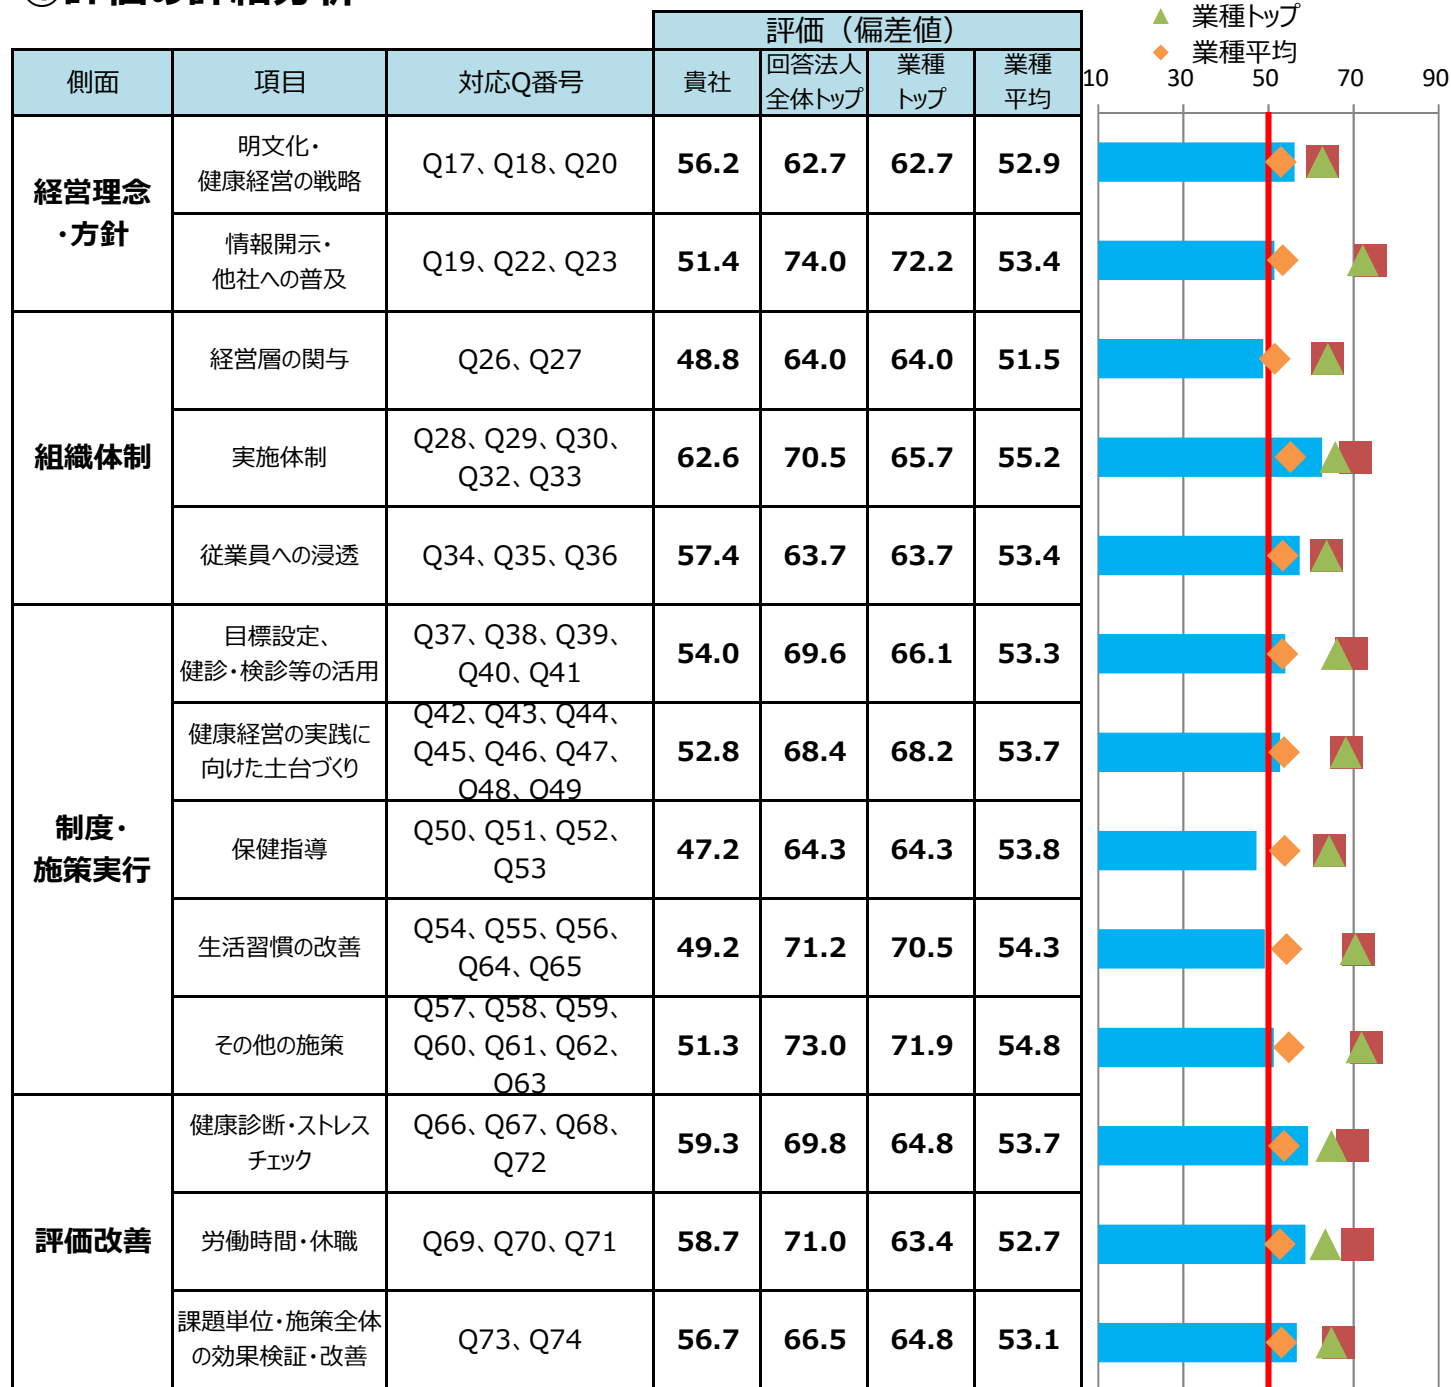 評価（偏差値）
業種トップ
業種平均
側面 項目 対応Q番号 貴社 回答法人 業種 業種
全体トップ トップ 平均
10 30 50 70 90
経営理念
・方針
明文化・
健康経営の戦略
Q17、Q18、Q20 56.2 62.7 62.7 52.9
情報開示・
他社への普及
Q19、Q22、Q23 51.4 74.0 72.2 53.4
組織体制
経営層の関与 Q26、Q27 48.8 64.0 64.0 51.5
実施体制
Q28、Q29、Q30、
Q32、Q33
62.6 70.5 65.7 55.2
従業員への浸透 Q34、Q35、Q36 57.4 63.7 63.7 53.4
制度・
施策実行
目標設定、
健診・検診等の活用
Q37、Q38、Q39、
Q40、Q41
54.0 69.6 66.1 53.3
健康経営の実践に
向けた土台づくり
Q42、Q43、Q44、
Q45、Q46、Q47、
Q48、Q49
52.8 68.4 68.2 53.7
保健指導
Q50、Q51、Q52、
Q53
47.2 64.3 64.3 53.8
生活習慣の改善
Q54、Q55、Q56、
Q64、Q65
49.2 71.2 70.5 54.3
その他の施策
Q57、Q58、Q59、
Q60、Q61、Q62、
Q63
51.3 73.0 71.9 54.8
評価改善
健康診断・ストレス
チェック
Q66、Q67、Q68、
Q72
59.3 69.8 64.8 53.7
労働時間・休職 Q69、Q70、Q71 58.7 71.0 63.4 52.7
課題単位・施策全体
の効果検証・改善
Q73、Q74 56.7 66.5 64.8 53.1